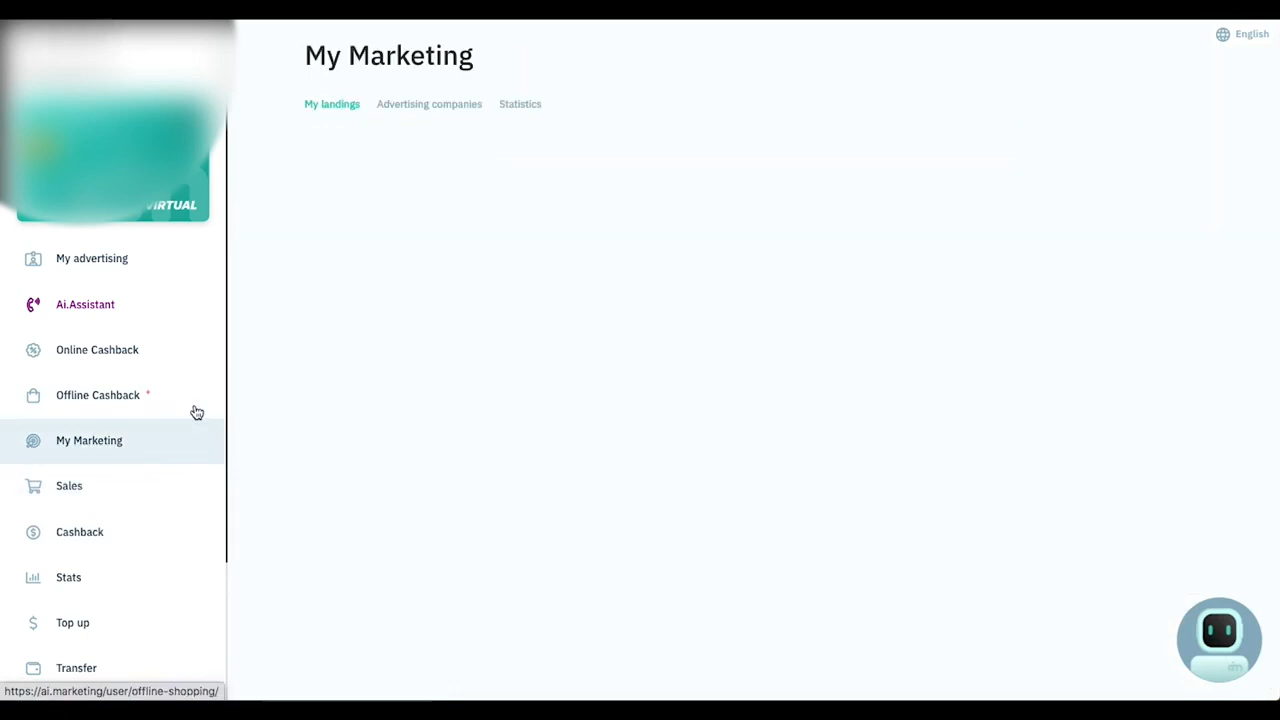 English
My Marketing
My landings Advertising companies Statistics
My advertising
Ai.Assistant
Online Cashback
Offline Cashback *
My Marketing
Sales
Cashback
Stats
Top up
Transfer
https://ai.marketing/user/offline-shopping/